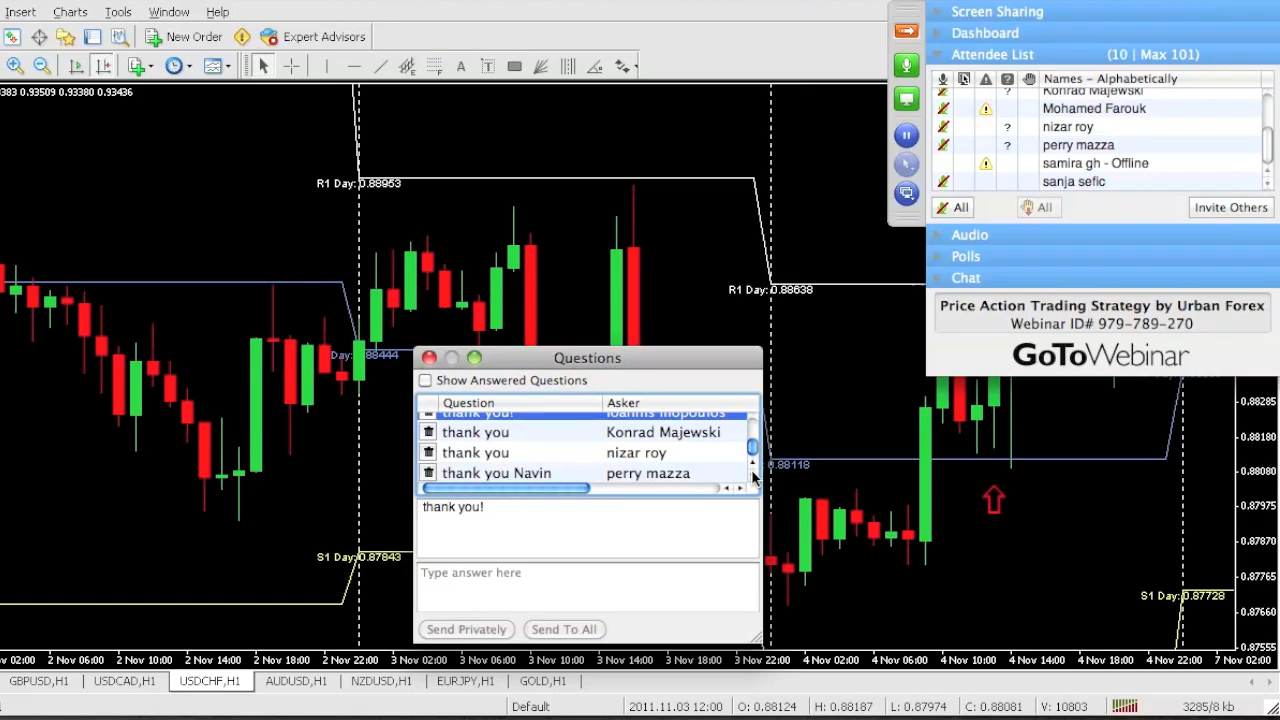 Insert Charts Tools Window Help
New Order Expert Advisors
0383 0.93509 0.93380 0.93436
R1 Day: 0.88953
Day: 0.88444
S1 Day: 0.87843
R1 Day: 0.88638
0.88118
S1 Day: 0.87728
Questions
Show Answered Questions
Question Asker
thank you! Ioannis Iliopoulos
thank you Konrad Majewski
thank you nizar roy
thank you Navin perry mazza
thank you!
Type answer here
Send Privately Send To All
Screen Sharing
Dashboard
Attendee List (10 | Max 101)
Names - Alphabetically
Konrad Majewski
Mohamed Farouk
? nizar roy
? perry mazza
samira gh - Offline
sanja sefic
All All Invite Others
Audio
Polls
Chat
Price Action Trading Strategy by Urban Forex
Webinar ID# 979-789-270
GoToWebinar
0.88285
0.88180
0.88080
0.87975
0.87870
0.87765
0.87660
0.87555
ov 02:00 2 Nov 06:00 2 Nov 10:00 2 Nov 14:00 2 Nov 18:00 2 Nov 22:00 3 Nov 02:00 3 Nov 06:00 3 Nov 10:00 3 Nov 14:00 3 Nov 18:00 3 Nov 22:00 4 Nov 02:00 4 Nov 06:00 4 Nov 10:00 4 Nov 14:00 4 Nov 18:00 4 Nov 22:00 7 Nov 02:00
GBPUSD,H1 USDCAD,H1 USDCHF,H1 AUDUSD,H1 NZDUSD,H1 EURJPY,H1 GOLD,H1
Default 2011.11.03 12:00 O: 0.88124 H: 0.88187 L: 0.87974 C: 0.88081 V: 10803 3285/8 kb